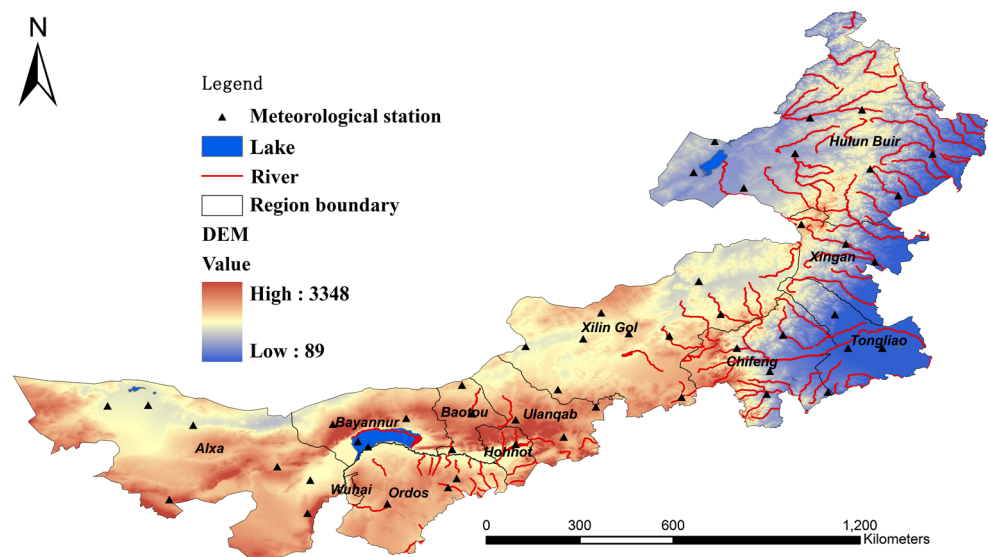 N
Legend
Meteorological station
Lake
River
Region boundary
DEM
Value
High : 3348
Low : 89
Hulun Buir
Xingan
Xilin Gol
Tongliao
Chifeng
Baotou
Ulanqab
Bayannur
Alxa
Hohhot
Wuhai
Ordos
0 300 600 1,200
Kilometers